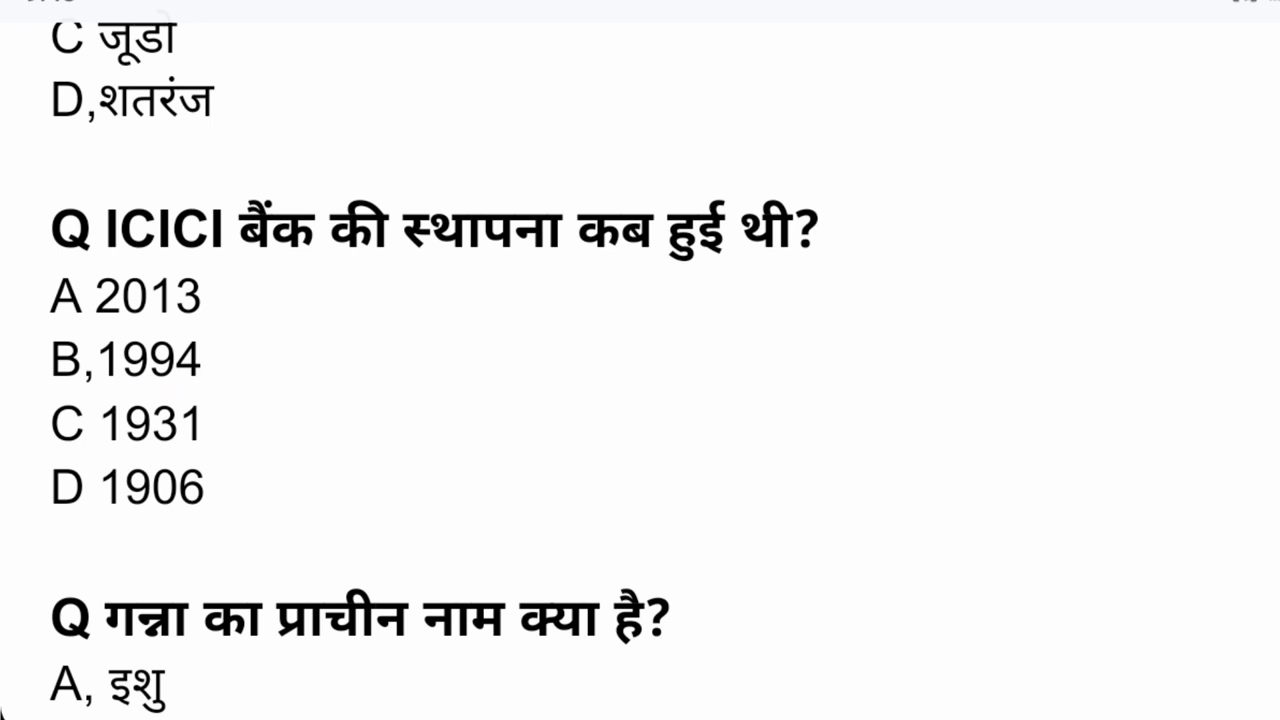 C जूडो
D,शतरंज
Q ICICI बैंक की स्थापना कब हुई थी?
A 2013
B,1994
C 1931
D 1906
Q गन्ना का प्राचीन नाम क्या है?
A, इशु